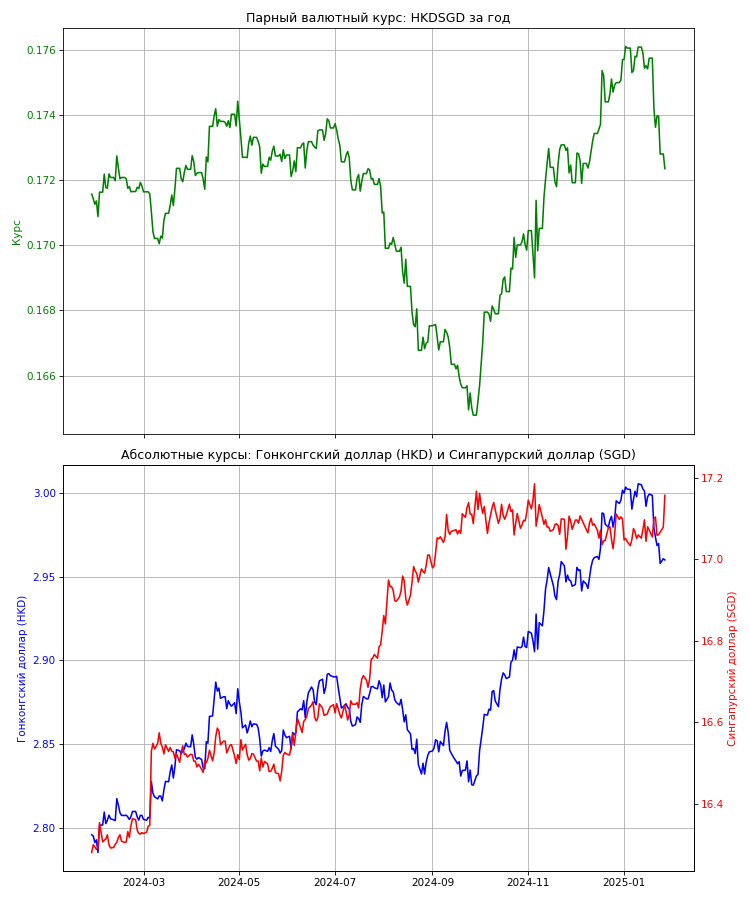 Парный валютный курс: HKDSGD за год
0.176
0.174
0.172
0.170
0.168
0.166
Курс
Абсолютные курсы: Гонконгский доллар (HKD) и Сингапурский доллар (SGD)
3.00
2.95
2.90
2.85
2.80
Гонконгский доллар (HKD)
17.2
17.0
16.8
16.6
16.4
Сингапурский доллар (SGD)
2024-03 2024-05 2024-07 2024-09 2024-11 2025-01